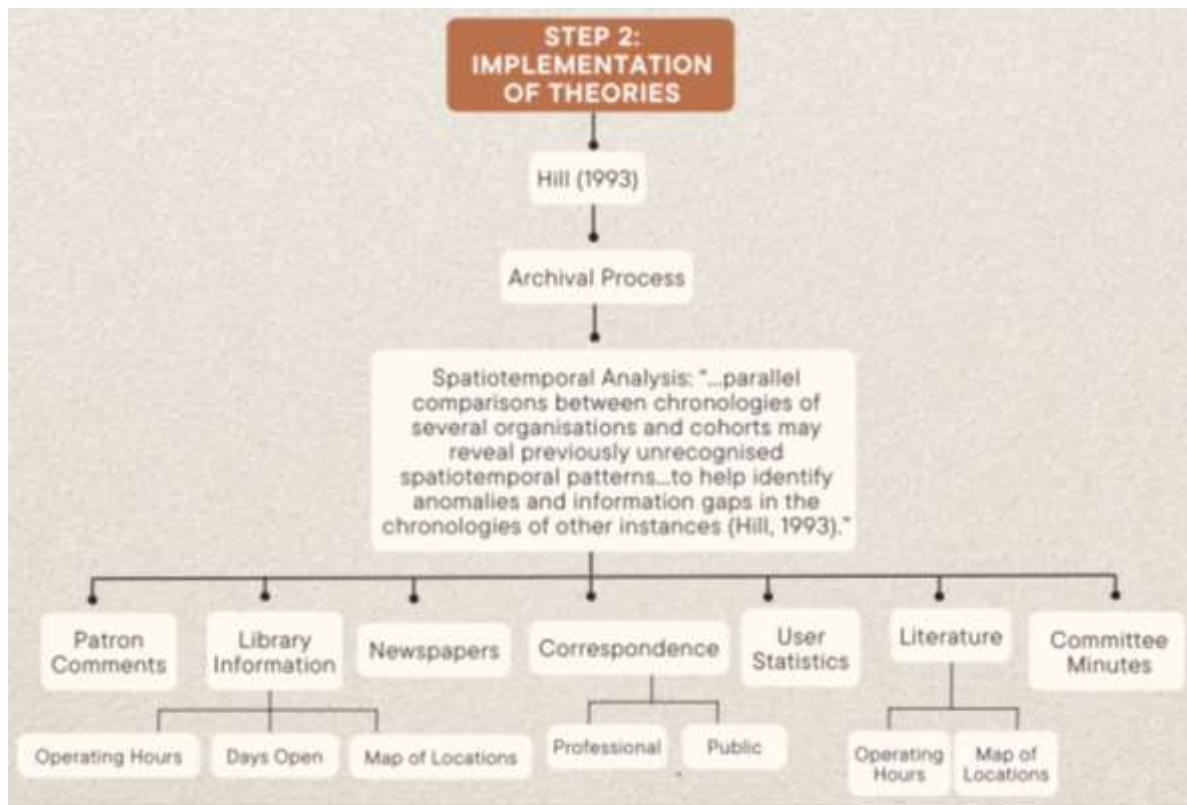 STEP 2:
IMPLEMENTATION
OF THEORIES
Hill (1993)
Archival Process
Spatiotemporal Analysis: "...parallel
comparisons between chronologies of
several organisations and cohorts may
reveal previously unrecognised
spatiotemporal patterns...to help identify
anomalies and information gaps in the
chronologies of other instances (Hill, 1993)."
Patron
Comments
Library
Information
Newspapers
Correspondence
User
Statistics
Literature
Committee
Minutes
Operating Hours
Days Open
Map of Locations
Professional
Public
Operating
Hours
Map of
Locations